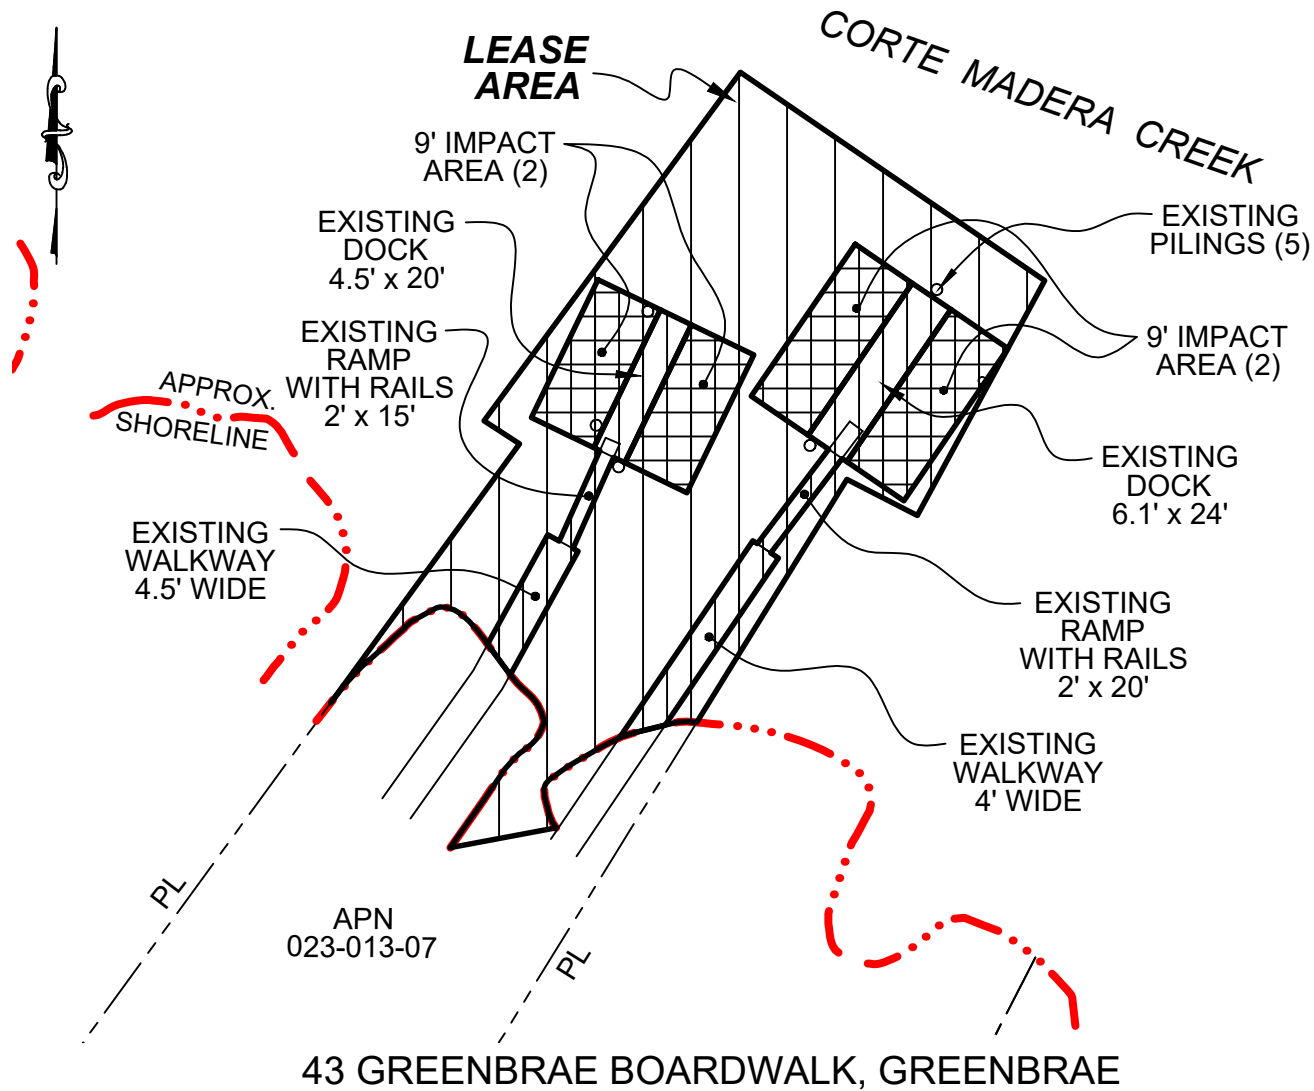 CORTE MADERA CREEK
LEASE
AREA
9' IMPACT
AREA (2)
EXISTING
DOCK
4.5' x 20'
EXISTING
PILINGS (5)
EXISTING
RAMP
WITH RAILS
2' x 15'
9' IMPACT
AREA (2)
APPROX.
SHORELINE
EXISTING
DOCK
6.1' x 24'
EXISTING
WALKWAY
4.5' WIDE
EXISTING
RAMP
WITH RAILS
2' x 20'
EXISTING
WALKWAY
4' WIDE
PL
APN
023-013-07
PL
43 GREENBRAE BOARDWALK, GREENBRAE